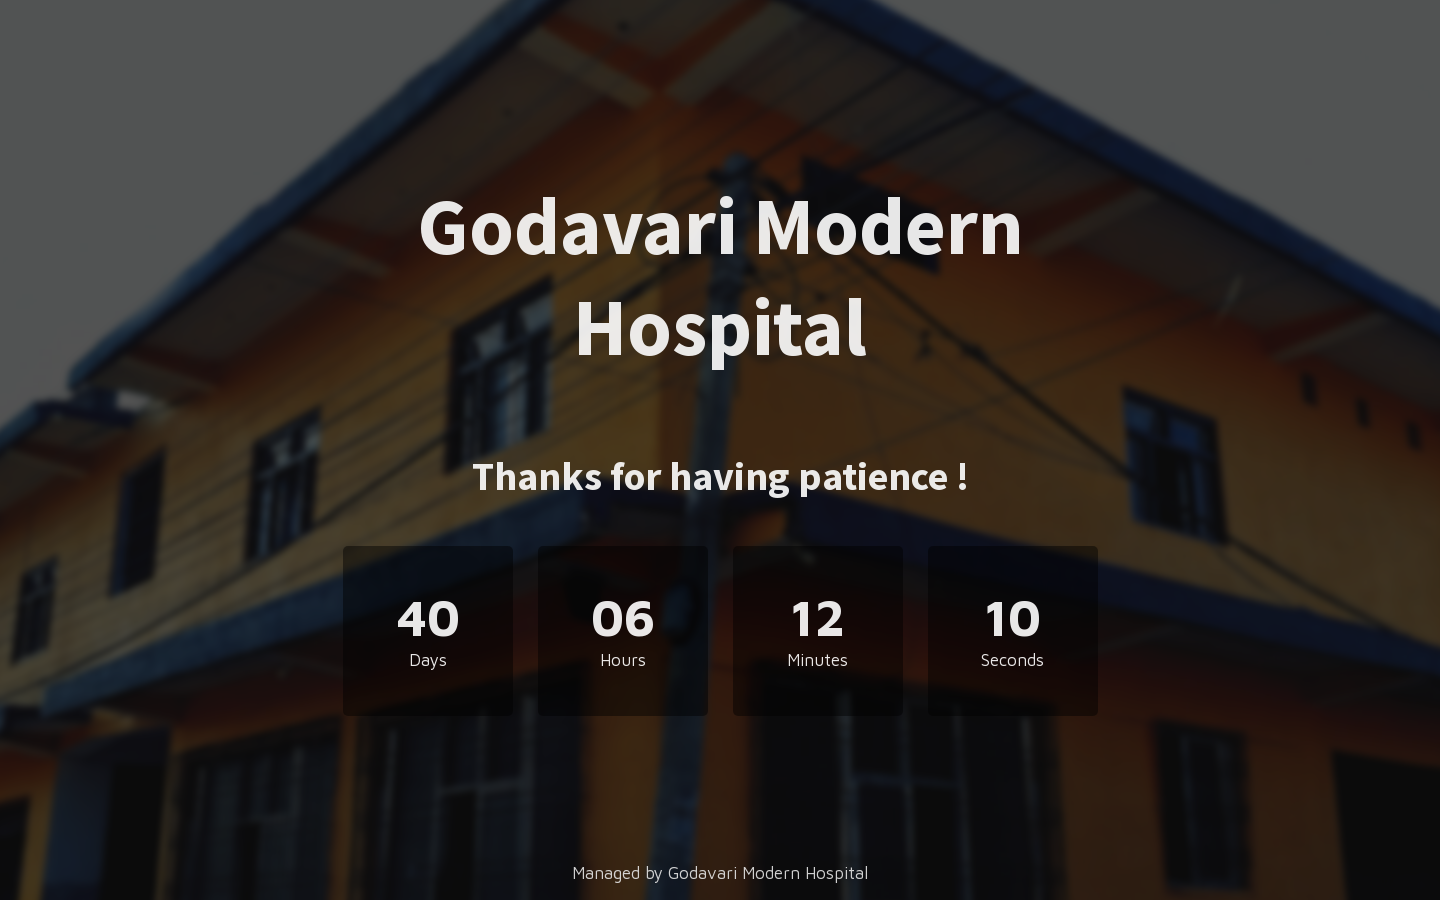 Godavari Modern
Hospital
Thanks for having patience !
40 06 12 10
Days Hours Minutes Seconds
Managed by Godavari Modern Hospital